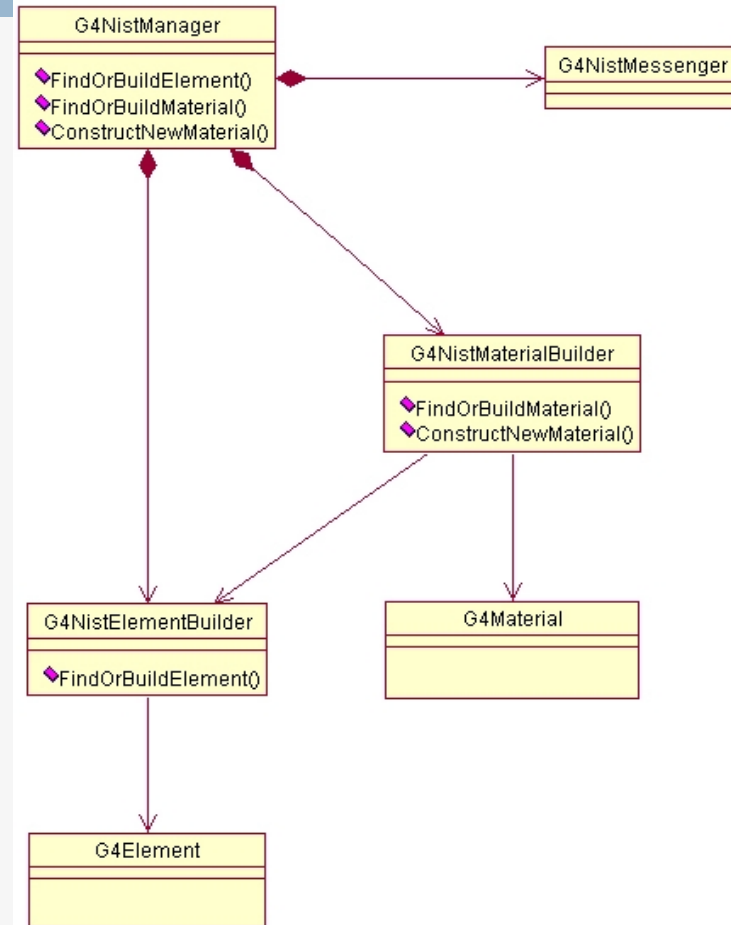 G4NistManager
FindOrBuildElement()
FindOrBuildMaterial()
ConstructNewMaterial()
G4NistMessenger
G4NistMaterialBuilder
FindOrBuildMaterial()
ConstructNewMaterial()
G4NistElementBuilder
FindOrBuildElement()
G4Material
G4Element